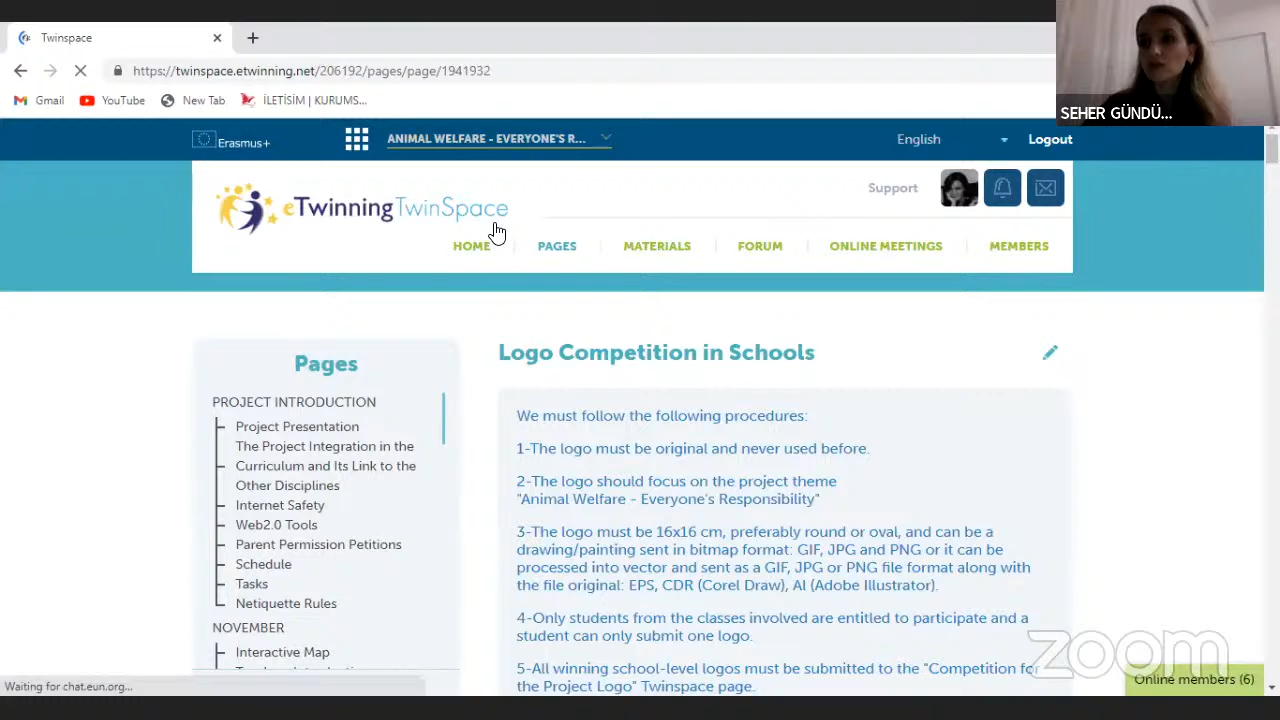 Twinspace
https://twinspace.etwinning.net/206192/pages/page/1941932
Gmail
YouTube
New Tab
İLETİSİM | KURUMS...
SEHER GÜNDÜ...
Erasmus+
ANIMAL WELFARE - EVERYONE'S R...
English
Logout
eTwinningTwinSpace
Support
HOME
PAGES
MATERIALS
FORUM
ONLINE MEETINGS
MEMBERS
Pages
PROJECT INTRODUCTION
Project Presentation
The Project Integration in the
Curriculum and Its Link to the
Other Disciplines
Internet Safety
Web2.0 Tools
Parent Permission Petitions
Schedule
Tasks
Netiquette Rules
NOVEMBER
Interactive Map
Logo Competition in Schools
We must follow the following procedures:
1-The logo must be original and never used before.
2-The logo should focus on the project theme
"Animal Welfare - Everyone's Responsibility"
3-The logo must be 16x16 cm, preferably round or oval, and can be a
drawing/painting sent in bitmap format: GIF, JPG and PNG or it can be
processed into vector and sent as a GIF, JPG or PNG file format along with
the file original: EPS, CDR (Corel Draw), AI (Adobe Illustrator).
4-Only students from the classes involved are entitled to participate and a
student can only submit one logo.
5-All winning school-level logos must be submitted to the "Competition for
the Project Logo" Twinspace page.
zoom
Online members (6)
Waiting for chat.eun.org...